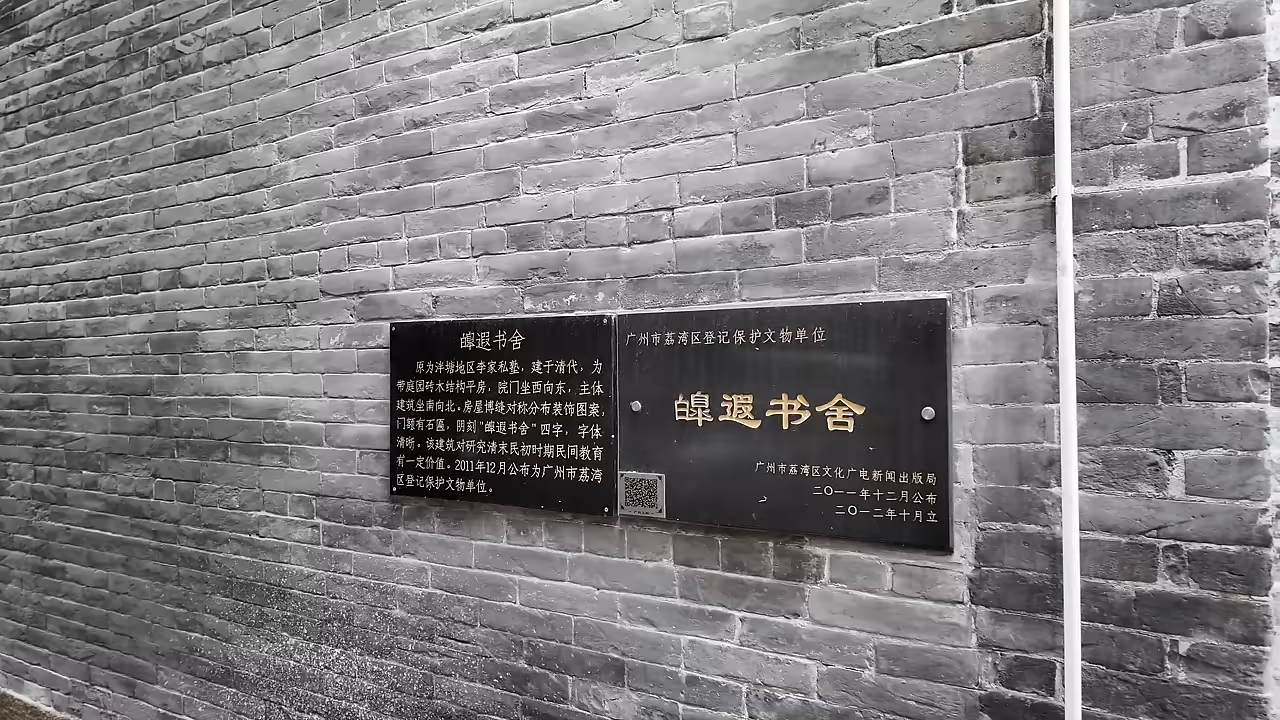 皞遐书舍
原为泮塘地区李家私塾,建于清代,为
带庭园砖木结构平房,院门坐西向东,主体
建筑坐南向北。房屋博缝对称分布装饰图案,
门额有石匾,阴刻“皞遐书舍”四字,字体
清晰。该建筑对研究清末民初时期民间教育
有一定价值。2011年12月公布为广州市荔湾
区登记保护文物单位。
广州市荔湾区登记保护文物单位
皞遐书舍
广州市荔湾区文化广电新闻出版局
二〇一一年十二月公布
二〇一二年十月立